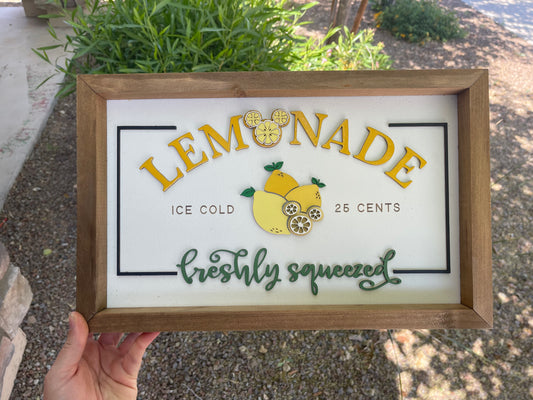 LEMONADE
ICE COLD 25 CENTS
freshly squeezed